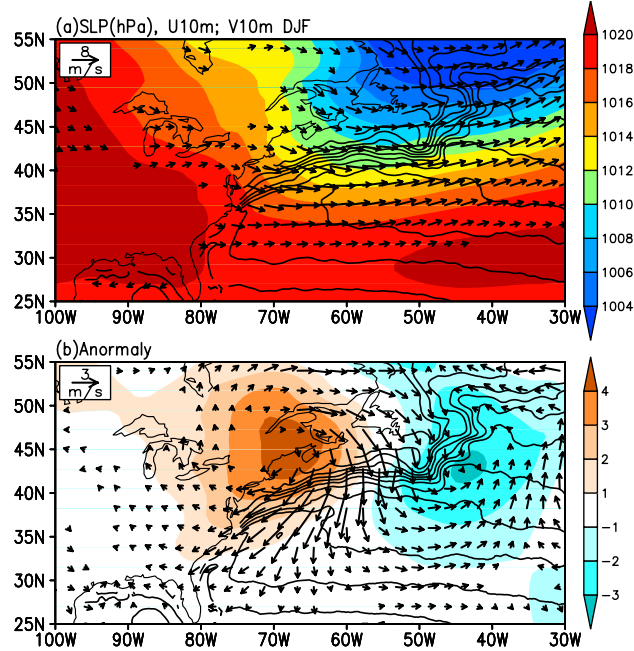 (a)SLP(hPa), U10m; V10m DJF
55N
50N
45N
40N
35N
30N
25N
8
m/s
100W 90W 80W 70W 60W 50W 40W 30W
1020
1018
1016
1014
1012
1010
1008
1006
1004
(b)Anormaly
55N
50N
45N
40N
35N
30N
25N
3
m/s
100W 90W 80W 70W 60W 50W 40W 30W
4
3
2
1
−1
−2
−3